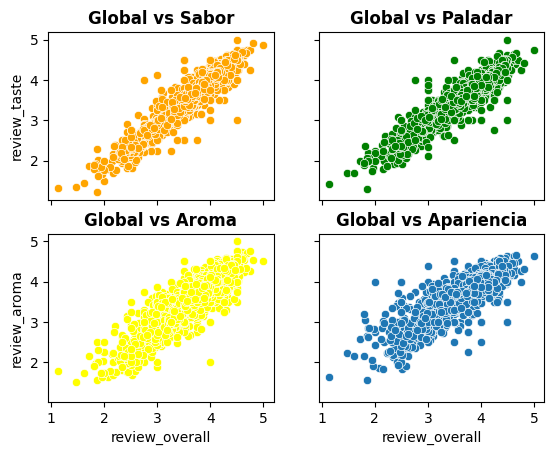 Global vs Sabor
Global vs Paladar
5
4
3
2
review_taste
Global vs Aroma
Global vs Apariencia
5
4
3
2
review_aroma
1 2 3 4 5
1 2 3 4 5
review_overall
review_overall